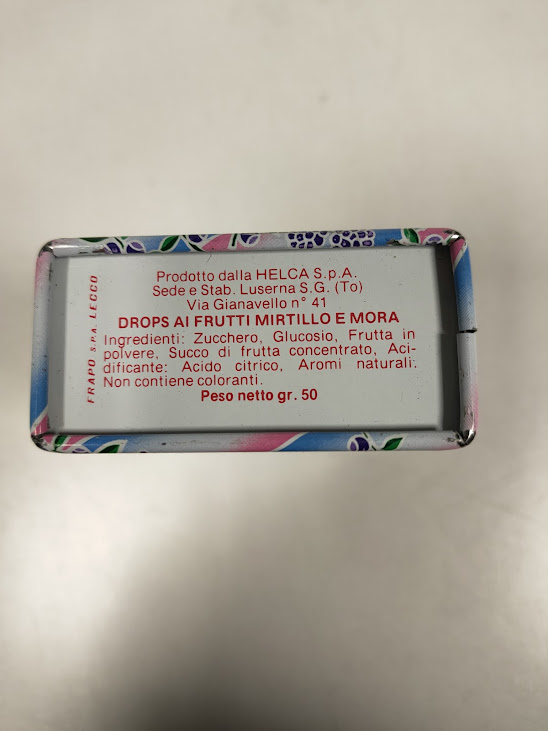 Prodotto dalla HELCA S.p.A.
Sede e Stab. Luserna S.G. (To)
Via Gianavello n° 41
DROPS AI FRUTTI MIRTILLO E MORA
Ingredienti: Zucchero, Glucosio, Frutta in
polvere, Succo di frutta concentrato, Aci-
dificante: Acido citrico, Aromi naturali.
Non contiene coloranti.
Peso netto gr. 50
FRAPO S.P.A. LECCO